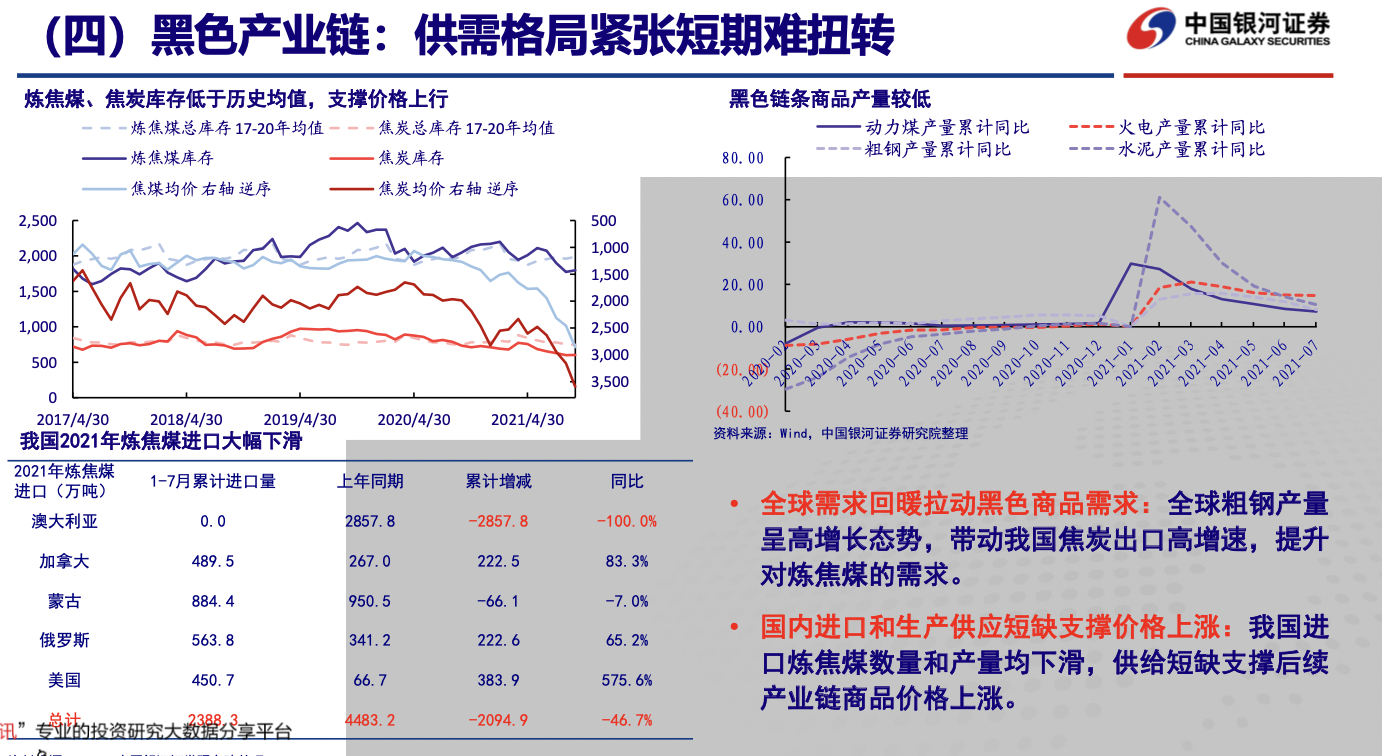 （四）黑色产业链：供需格局紧张短期难扭转
中国银河证券
CHINA GALAXY SECURITIES
炼焦煤、焦炭库存低于历史均值，支撑价格上行
炼焦煤总库存 17-20年均值 焦炭总库存 17-20年均值
炼焦煤库存 焦炭库存
焦煤均价 右轴 逆序 焦炭均价 右轴 逆序
2,500 500
2,000 1,000
1,500
1,500 2,000
1,000 2,500
500 3,000
3,500
0
2017/4/30 2018/4/30 2019/4/30 2020/4/30 2021/4/30
黑色链条商品产量较低
动力煤产量累计同比 火电产量累计同比
粗钢产量累计同比 水泥产量累计同比
80.00
60.00
40.00
20.00
0.00
(20.00)
(40.00)
2020-02 2020-03 2020-04 2020-05 2020-06 2020-07 2020-08 2020-09 2020-10 2020-11 2020-12 2021-01 2021-02 2021-03 2021-04 2021-05 2021-06 2021-07
资料来源：Wind，中国银河证券研究院整理
我国2021年炼焦煤进口大幅下滑
2021年炼焦煤
进口（万吨） 1-7月累计进口量 上年同期 累计增减 同比
澳大利亚 0.0 2857.8 -2857.8 -100.0%
加拿大 489.5 267.0 222.5 83.3%
蒙古 884.4 950.5 -66.1 -7.0%
俄罗斯 563.8 341.2 222.6 65.2%
美国 450.7 66.7 383.9 575.6%
总计 2388.3 4483.2 -2094.9 -46.7%
讯”专业的投资研究大数据分享平台
• 全球需求回暖拉动黑色商品需求：全球粗钢产量
呈高增长态势，带动我国焦炭出口高增速，提升
对炼焦煤的需求。
• 国内进口和生产供应短缺支撑价格上涨：我国进
口炼焦煤数量和产量均下滑，供给短缺支撑后续
产业链商品价格上涨。